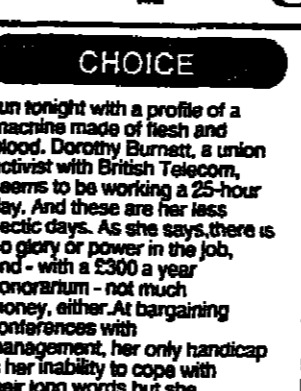 CHOICE
un tonight with a profile of a
machine made of flesh and
blood. Dorothy Burnett, a union
activist with British Telecom,
seems to be working a 25-hour
day. And these are her less
ectic days. As she says,there is
no glory or power in the job,
and - with a £300 a year
honorarium - not much
money, either.At bargaining
conferences with
management, her only handicap
is her inability to cope with
their long words but she